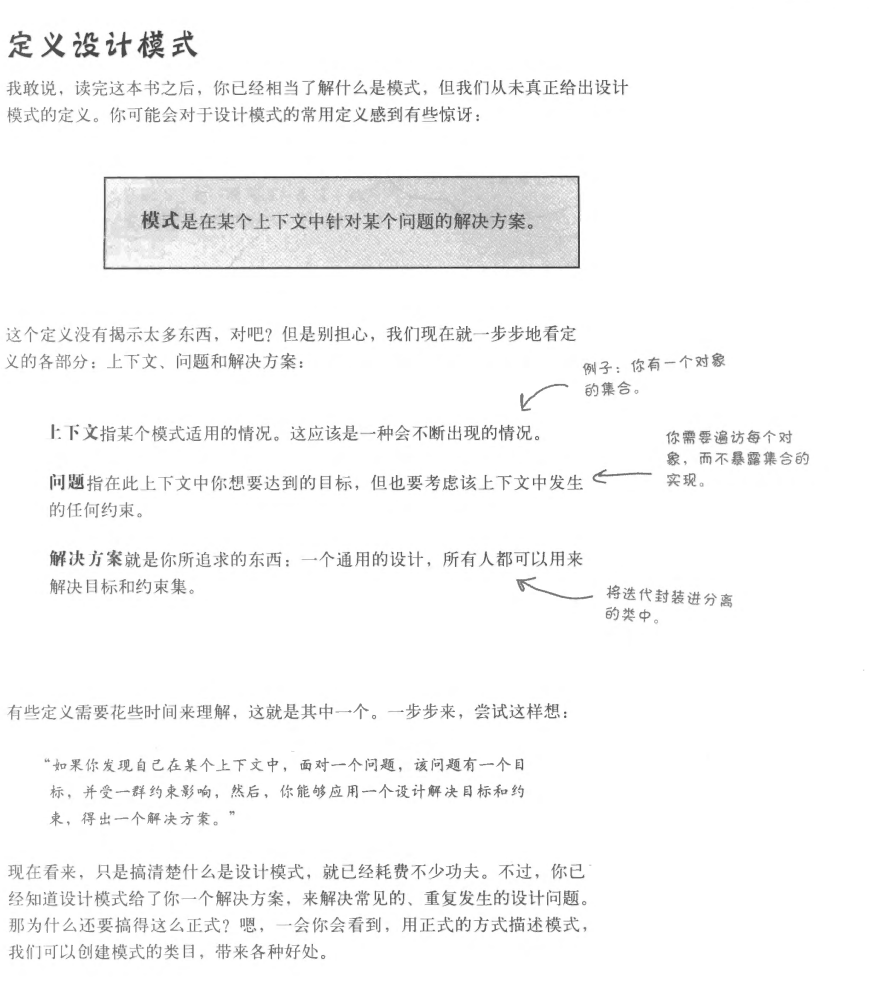 定义设计模式
我敢说，读完这本书之后，你已经相当了解什么是模式，但我们从未真正给出设计
模式的定义。你可能会对于设计模式的常用定义感到有些惊讶：
模式是在某个上下文中针对某个问题的解决方案。
这个定义没有揭示太多东西，对吧？但是别担心，我们现在就一步步地看定
义的各部分：上下文、问题和解决方案：
例子：你有一个对象
的集合。
上下文指某个模式适用的情况。这应该是一种会不断出现的情况。
你需要遍访每个对
象，而不暴露集合的
实现。
问题指在此上下文中你想要达到的目标，但也要考虑该上下文中发生
的任何约束。
解决方案就是你所追求的东西：一个通用的设计，所有人都可以用来
解决目标和约束集。
将迭代封装进分离
的类中。
有些定义需要花些时间来理解，这就是其中一个。一步步来，尝试这样想：
“如果你发现自己在某个上下文中，面对一个问题，该问题有一个目
标，并受一群约束影响，然后，你能够应用一个设计解决目标和约
束，得出一个解决方案。”
现在看来，只是搞清楚什么是设计模式，就已经耗费不少功夫。不过，你已
经知道设计模式给了你一个解决方案，来解决常见的、重复发生的设计问题。
那为什么还要搞得这么正式？嗯，一会你会看到，用正式的方式描述模式，
我们可以创建模式的类目，带来各种好处。